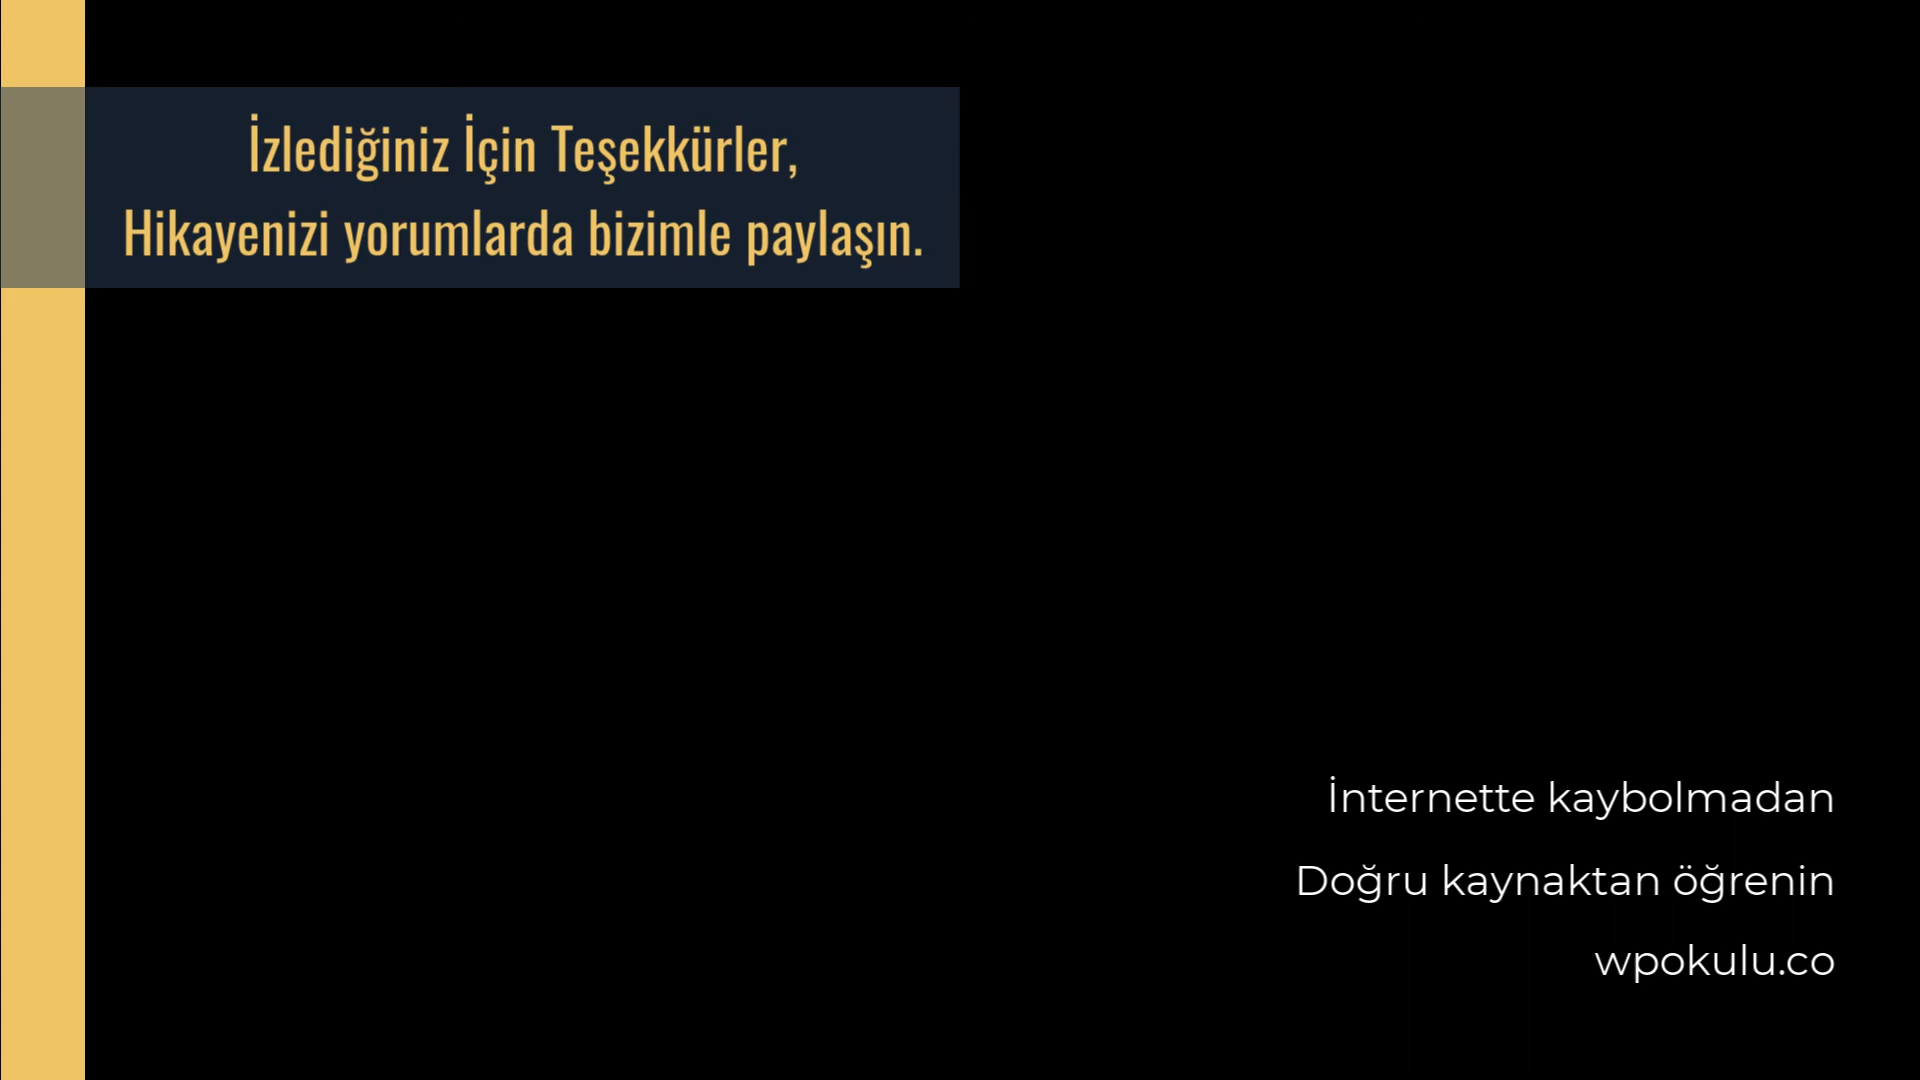 İzlediğiniz İçin Teşekkürler,
Hikayenizi yorumlarda bizimle paylaşın.
İnternette kaybolmadan
Doğru kaynaktan öğrenin
wpokulu.co